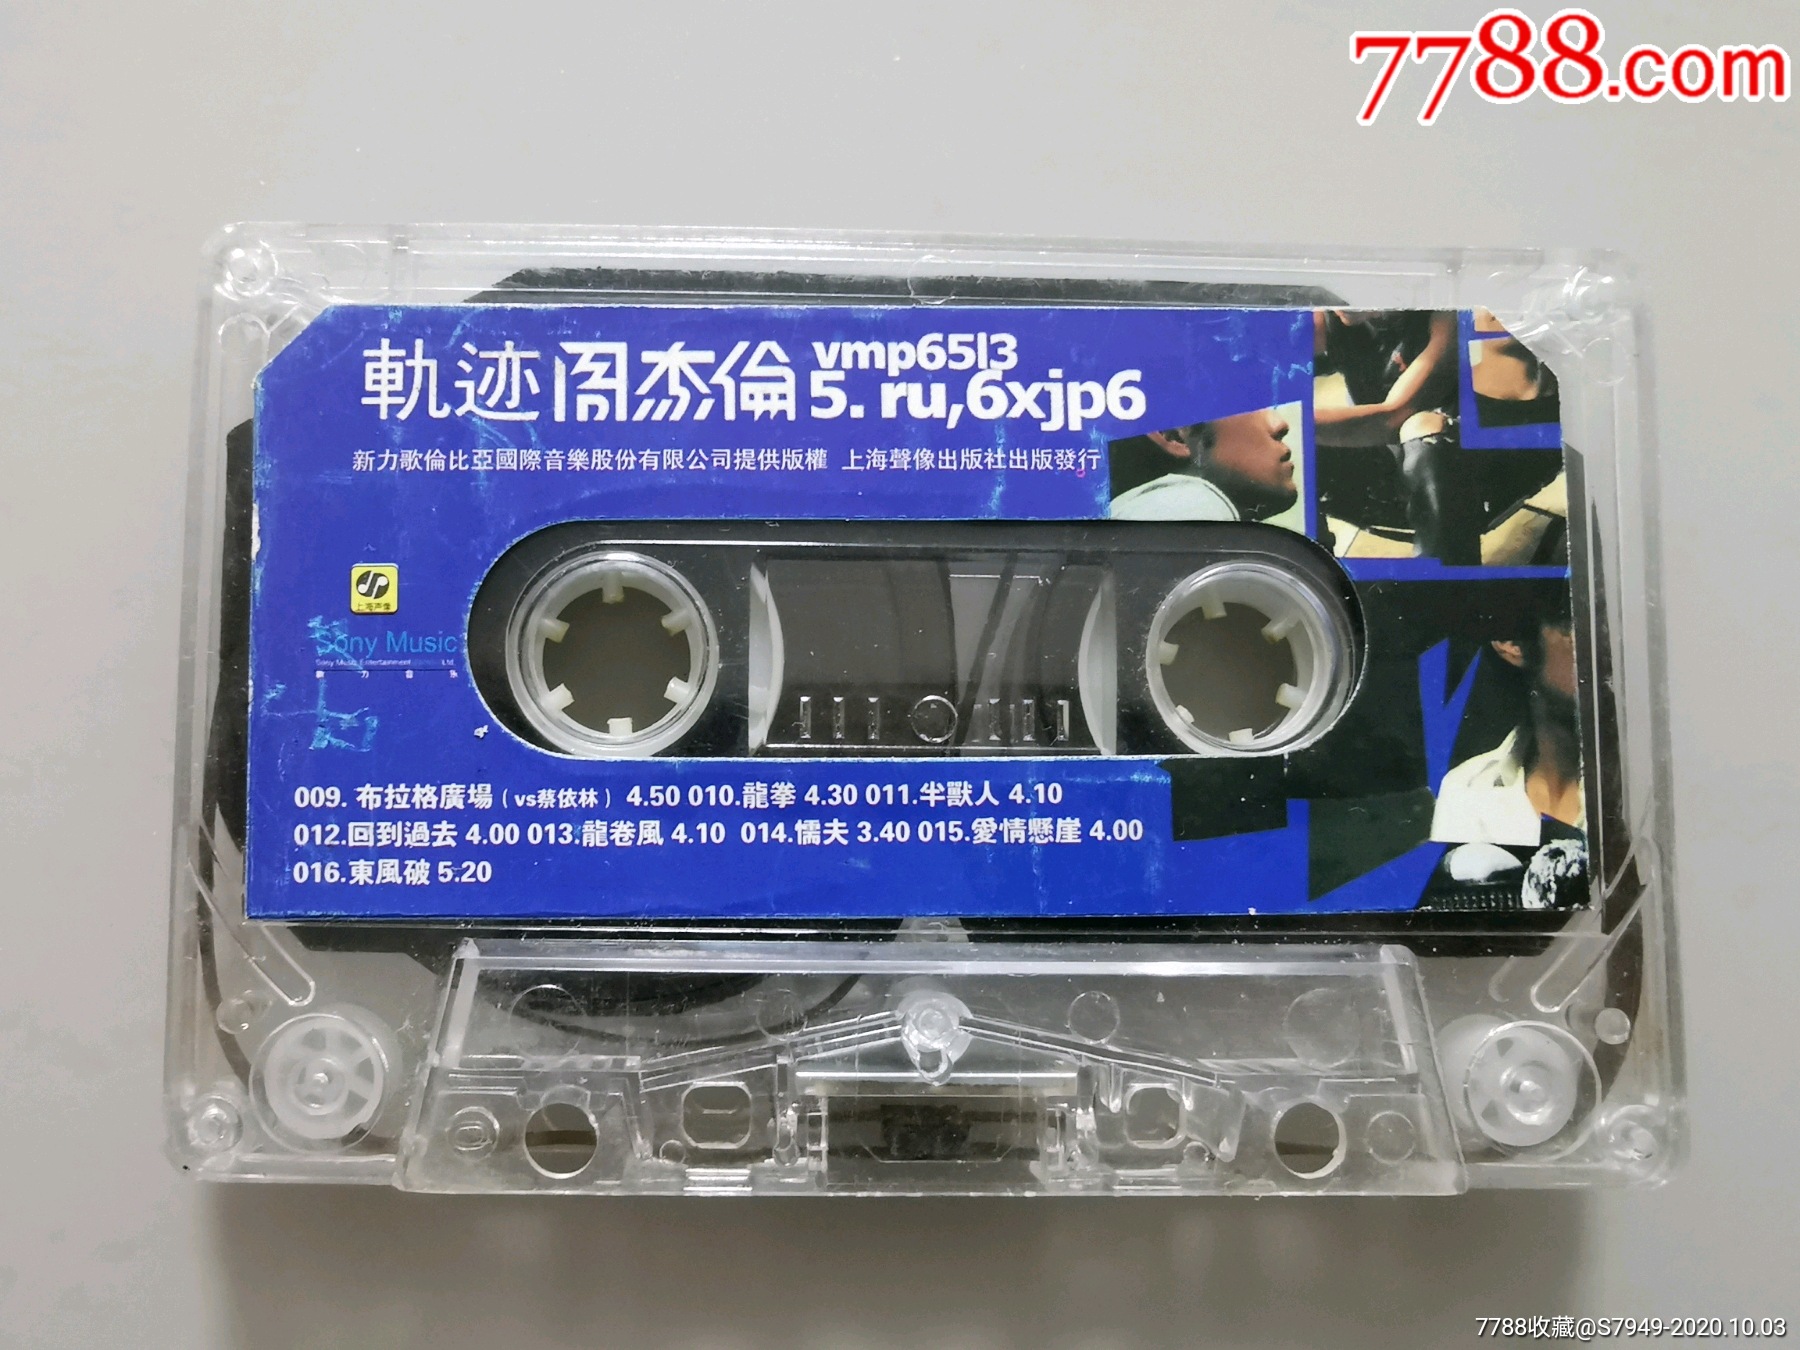 7788.com
軌迹 周杰倫 vmp65l3
5. ru,6xjp6
新力歌倫比亞國際音樂股份有限公司提供版權 上海聲像出版社出版發行
上海声像
Sony Music
Sony Music Entertainment Ltd.
新力音乐
009. 布拉格廣場（vs蔡依林） 4.50 010.龍拳 4.30 011.半獸人 4.10
012.回到過去 4.00 013.龍卷風 4.10 014.懦夫 3.40 015.愛情懸崖 4.00
016.東風破 5.20
7788收藏@S7949-2020.10.03